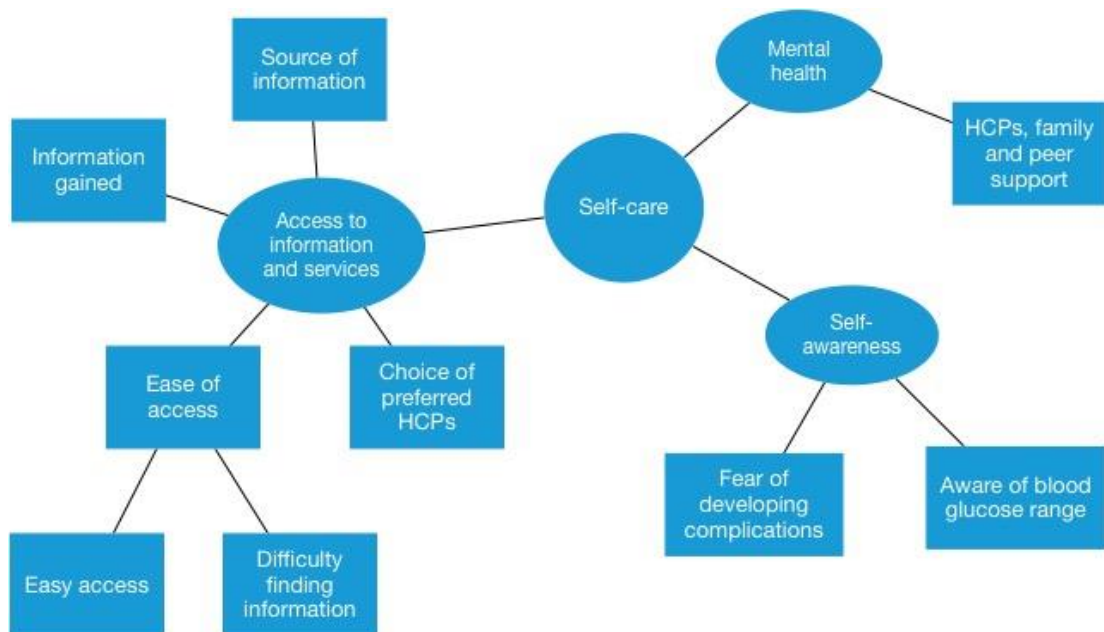 Source of
information
Mental
health
Information
gained
HCPs, family
and peer
support
Self-care
Access to
information
and services
Self-
awareness
Ease of
access
Choice of
preferred
HCPs
Fear of
developing
complications
Aware of blood
glucose range
Easy access
Difficulty
finding
information